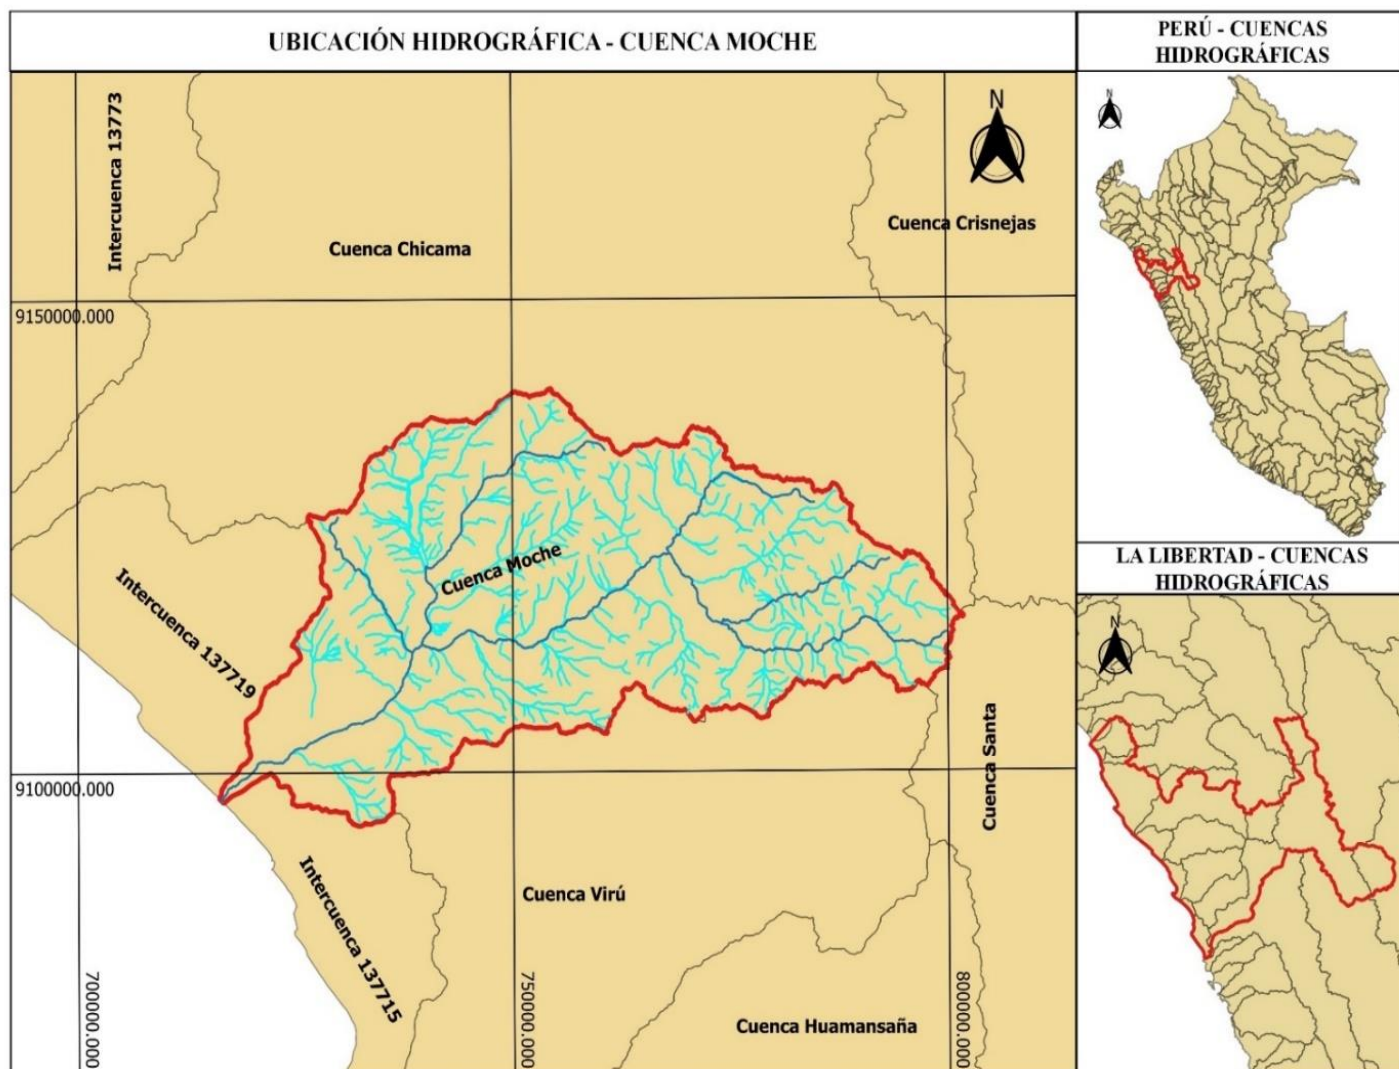 UBICACIÓN HIDROGRÁFICA - CUENCA MOCHE
PERÚ - CUENCAS
HIDROGRÁFICAS
N
N
Intercuenca 13773
Cuenca Chicama
Cuenca Crisnejas
9150000.000
Cuenca Moche
Intercuenca 137719
LA LIBERTAD - CUENCAS
HIDROGRÁFICAS
N
Cuenca Santa
9100000.000
Intercuenca 137715
Cuenca Virú
Cuenca Huamansaña
700000.000
750000.000
800000.000